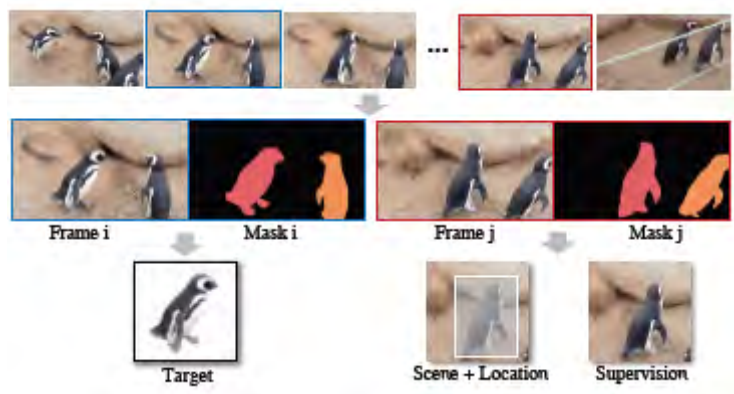 ...
Frame i Mask i Frame j Mask j
Target Scene + Location Supervision